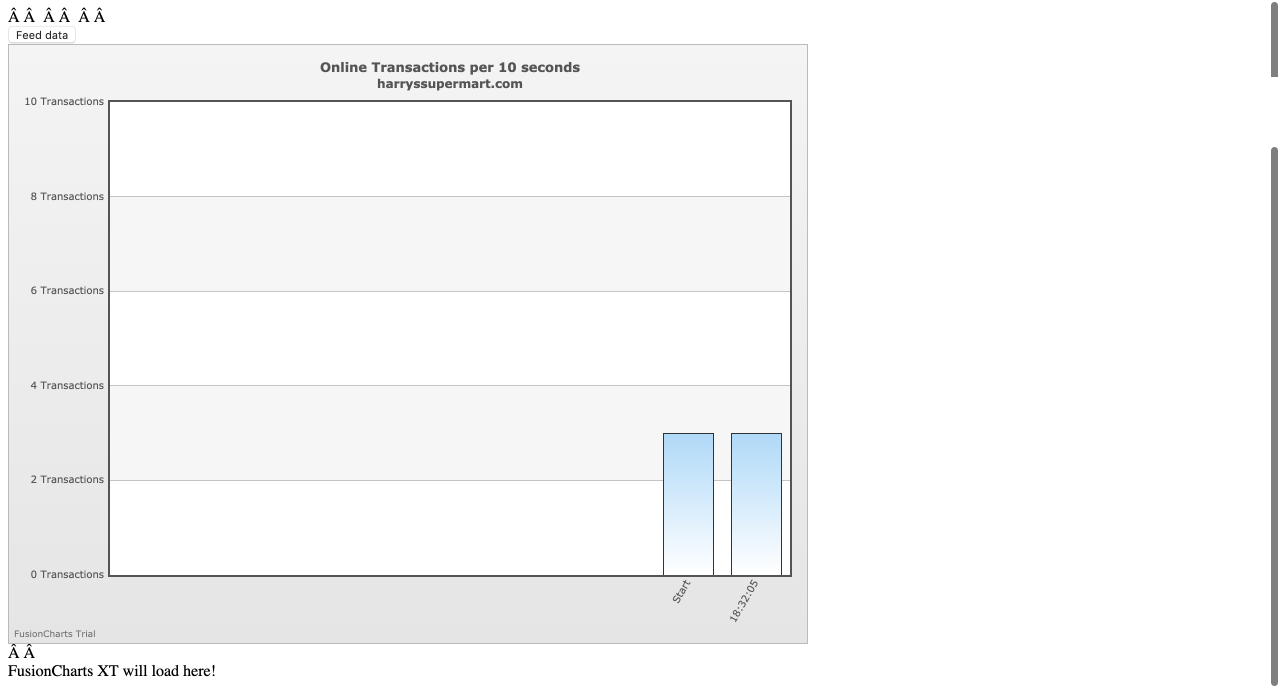 Â Â  Â Â  Â Â
Feed data
Online Transactions per 10 seconds
harryssupermart.com
10 Transactions
8 Transactions
6 Transactions
4 Transactions
2 Transactions
0 Transactions
Start
18:32:05
FusionCharts Trial
Â Â
FusionCharts XT will load here!